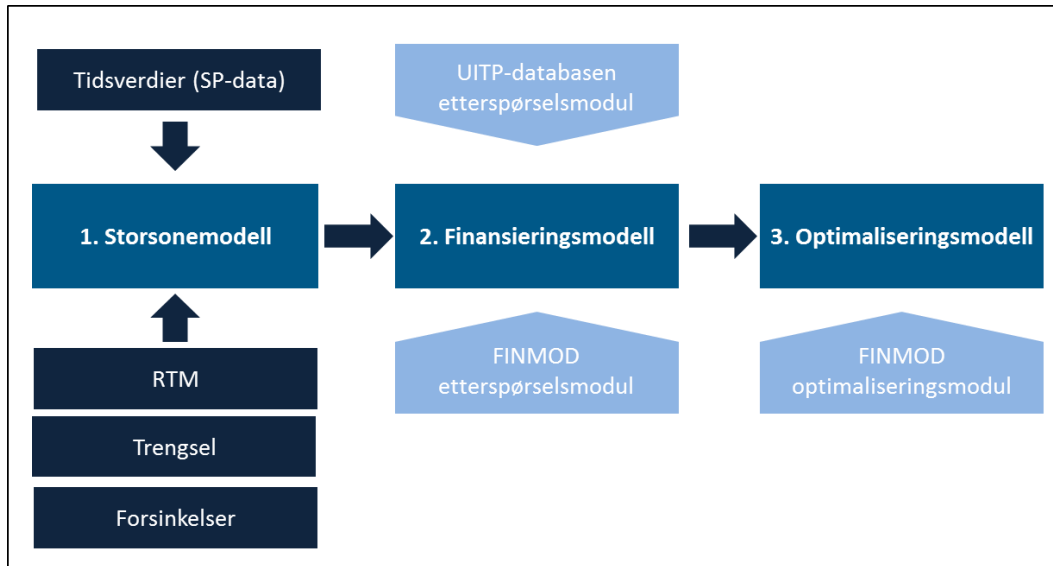 Tidsverdier (SP-data)
UITP-databasen
etterspørselsmodul
1. Storsonemodell
2. Finansieringsmodell
3. Optimaliseringsmodell
RTM
Trengsel
Forsinkelser
FINMOD
etterspørselsmodul
FINMOD
optimaliseringsmodul